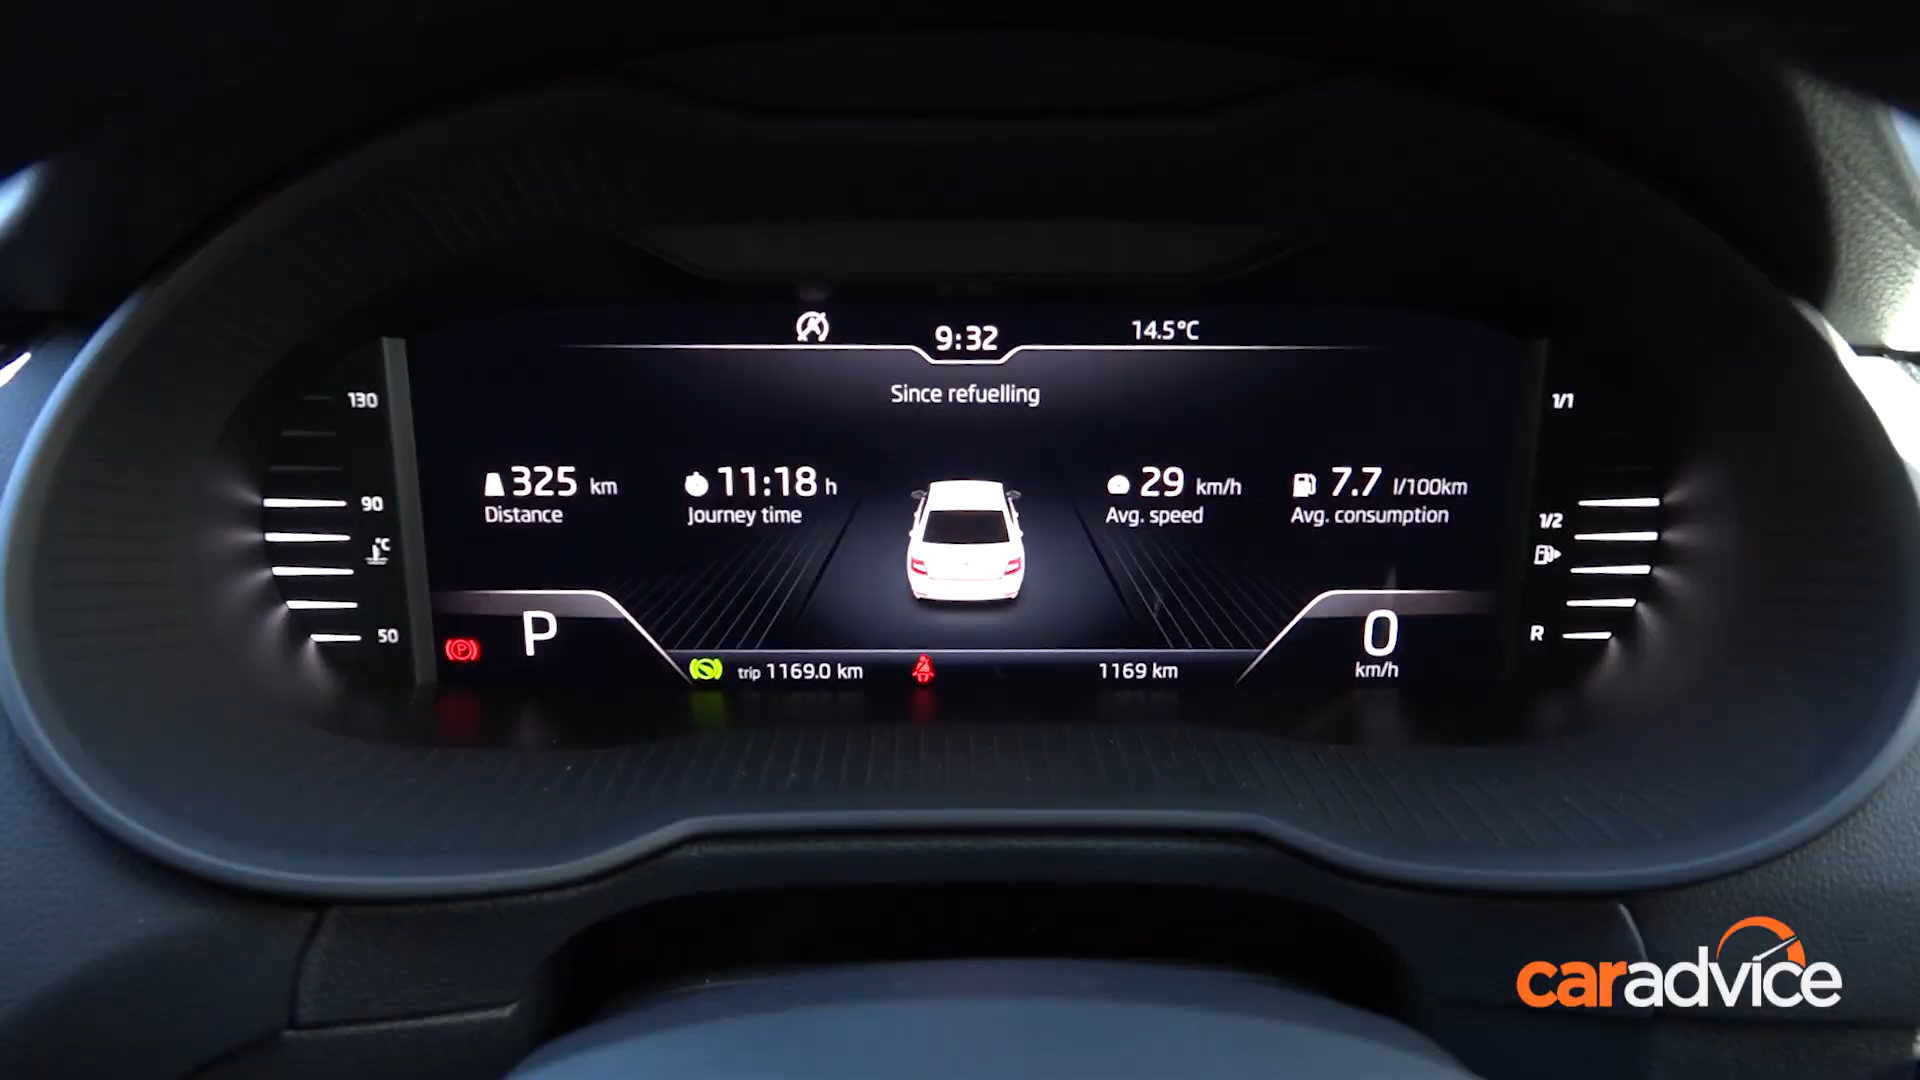 9:32
14.5°C
Since refuelling
130
90
°C
50
1/1
1/2
R
325 km
Distance
11:18 h
Journey time
29 km/h
Avg. speed
7.7 l/100km
Avg. consumption
P
(P)
trip 1169.0 km
1169 km
0
km/h
caradvice